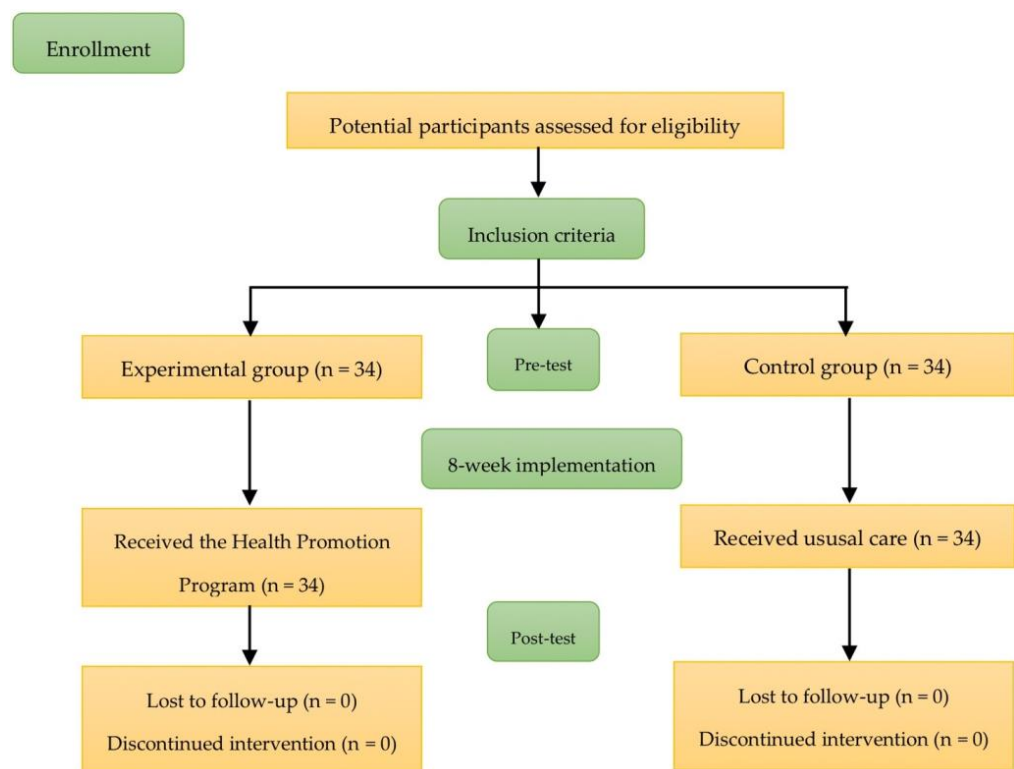 Enrollment
Potential participants assessed for eligibility
Inclusion criteria
Experimental group (n = 34)
Pre-test
Control group (n = 34)
8-week implementation
Received the Health Promotion
Program (n = 34)
Received ususal care (n = 34)
Post-test
Lost to follow-up (n = 0)
Discontinued intervention (n = 0)
Lost to follow-up (n = 0)
Discontinued intervention (n = 0)